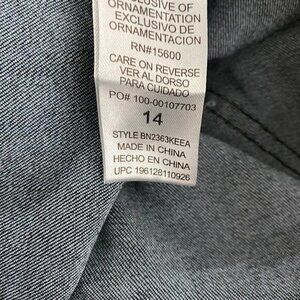 EXCLUSIVE OF
ORNAMENTATION
EXCLUSIVO DE
ORNAMENTACION
RN#15600
CARE ON REVERSE
VER AL DORSO
PARA CUIDADO
PO# 100-00107703
14
STYLE BN2363KEEA
MADE IN CHINA
HECHO EN CHINA
UPC 196128110926